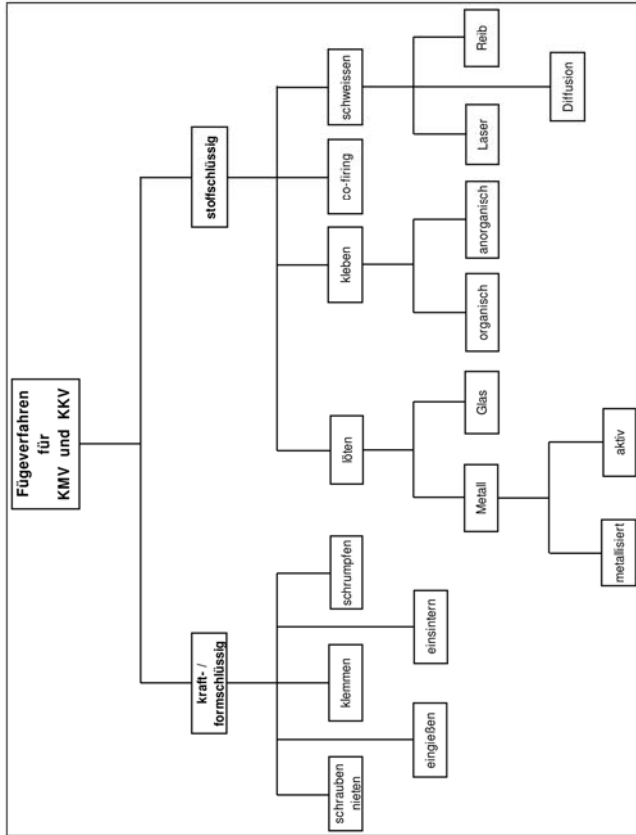 Fügeverfahren
für
KMV und KKV
kraft- /
formschlüssig
stoffschlüssig
schrauben
nieten
klemmen
schrumpfen
eingießen
einsintern
löten
kleben
co-firing
schweissen
Metall
Glas
organisch
anorganisch
Laser
Reib
Diffusion
metallisiert
aktiv